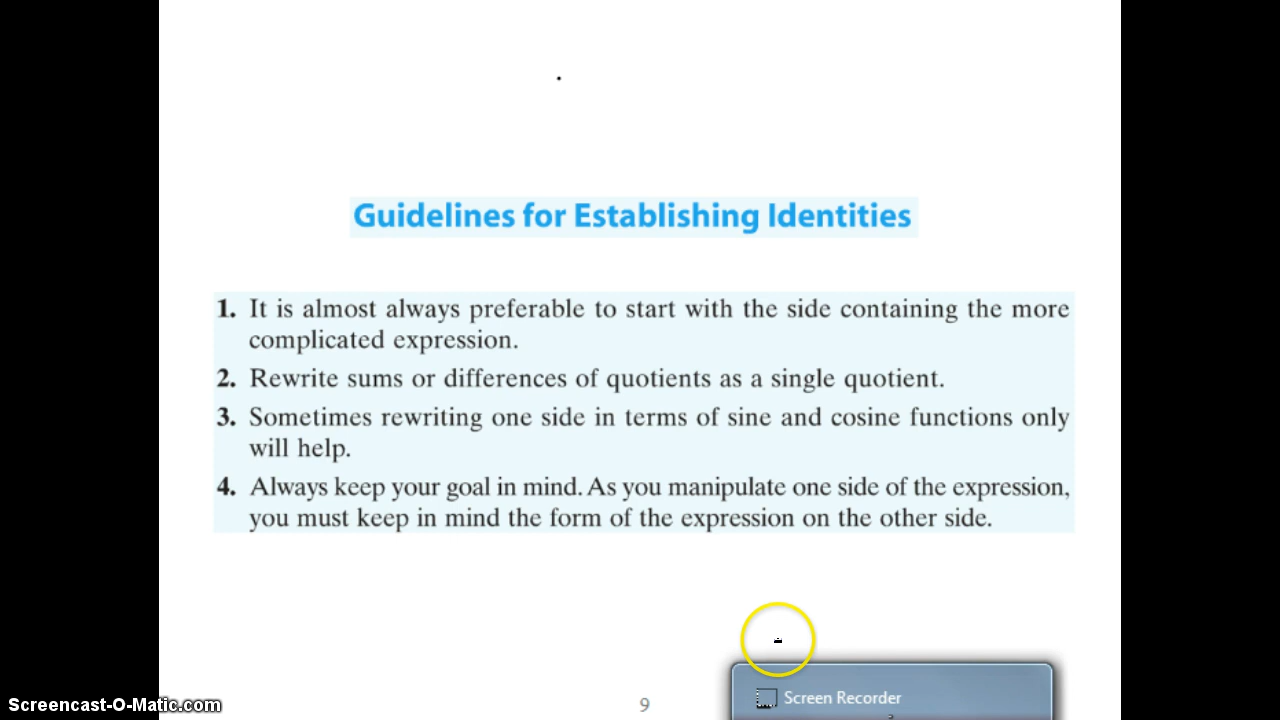 Guidelines for Establishing Identities
1. It is almost always preferable to start with the side containing the more
complicated expression.
2. Rewrite sums or differences of quotients as a single quotient.
3. Sometimes rewriting one side in terms of sine and cosine functions only
will help.
4. Always keep your goal in mind. As you manipulate one side of the expression,
you must keep in mind the form of the expression on the other side.
Screen Recorder
9
Screencast-O-Matic.com